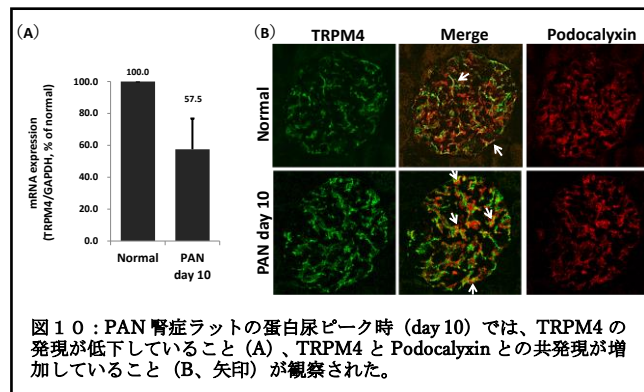 (A)
(B)
TRPM4
Merge
Podocalyxin
mRNA expression
(TRPM4/GAPDH, % of normal)
100.0
80.0
60.0
40.0
20.0
0.0
100.0
57.5
Normal
PAN
day 10
Normal
PAN day 10
図１０：PAN 腎症ラットの蛋白尿ピーク時（day 10）では、TRPM4 の
発現が低下していること（A）、TRPM4 と Podocalyxin との共発現が増
加していること（B、矢印）が観察された。